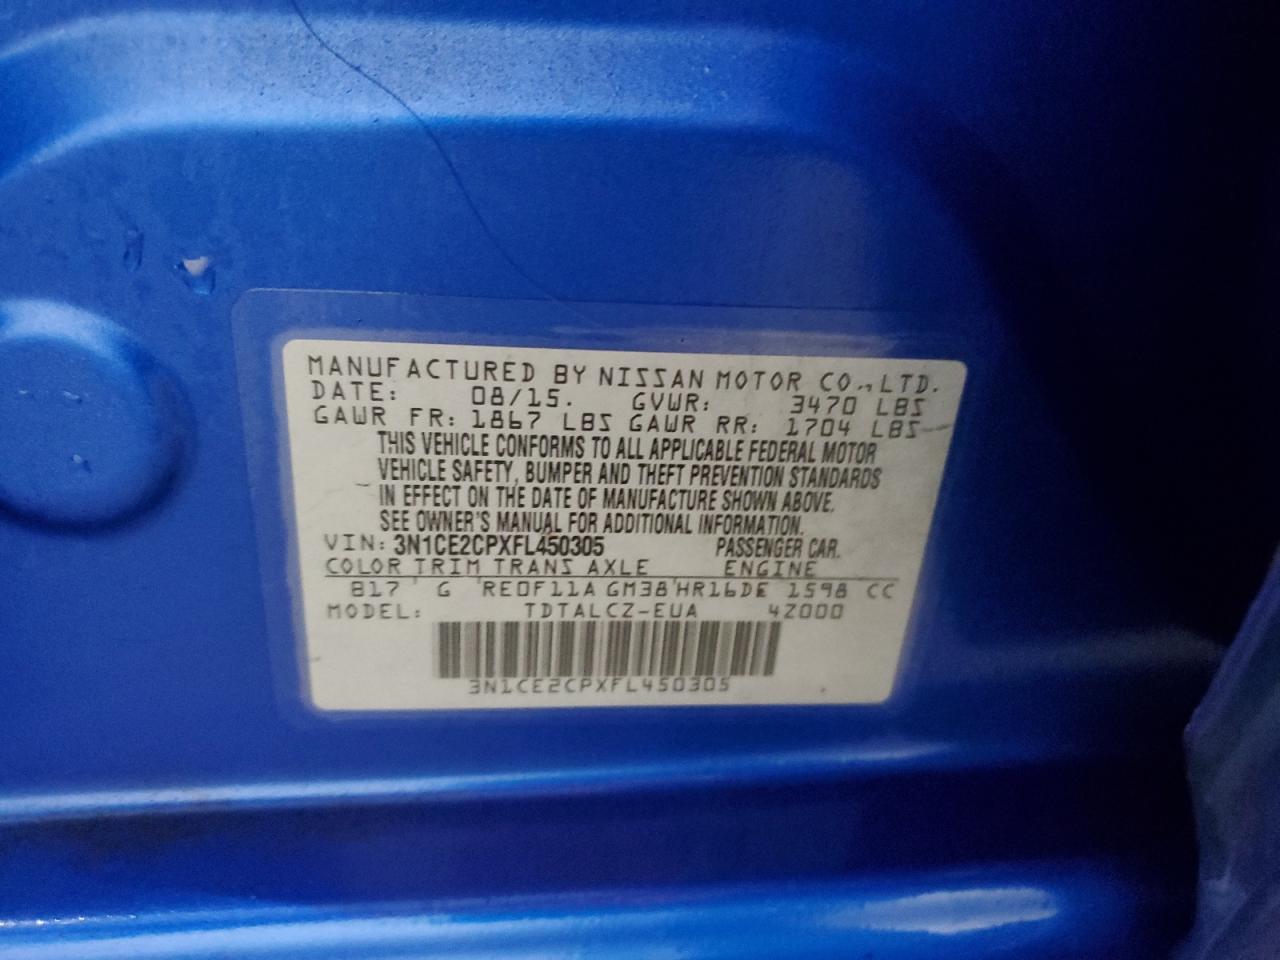 MANUFACTURED BY NISSAN MOTOR CO., LTD.
DATE: 08/15. GVWR: 3470 LBS
GAWR FR: 1867 LBS GAWR RR: 1704 LBS
THIS VEHICLE CONFORMS TO ALL APPLICABLE FEDERAL MOTOR
VEHICLE SAFETY, BUMPER AND THEFT PREVENTION STANDARDS
IN EFFECT ON THE DATE OF MANUFACTURE SHOWN ABOVE.
SEE OWNER'S MANUAL FOR ADDITIONAL INFORMATION.
VIN: 3N1CE2CPXFL450305 PASSENGER CAR.
COLOR TRIM TRANS AXLE ENGINE
B17 G RE0F11A GM38 HR16DE 1598 CC
MODEL: TDTALCZ-EUA 4Z000
3N1CE2CPXFL450305